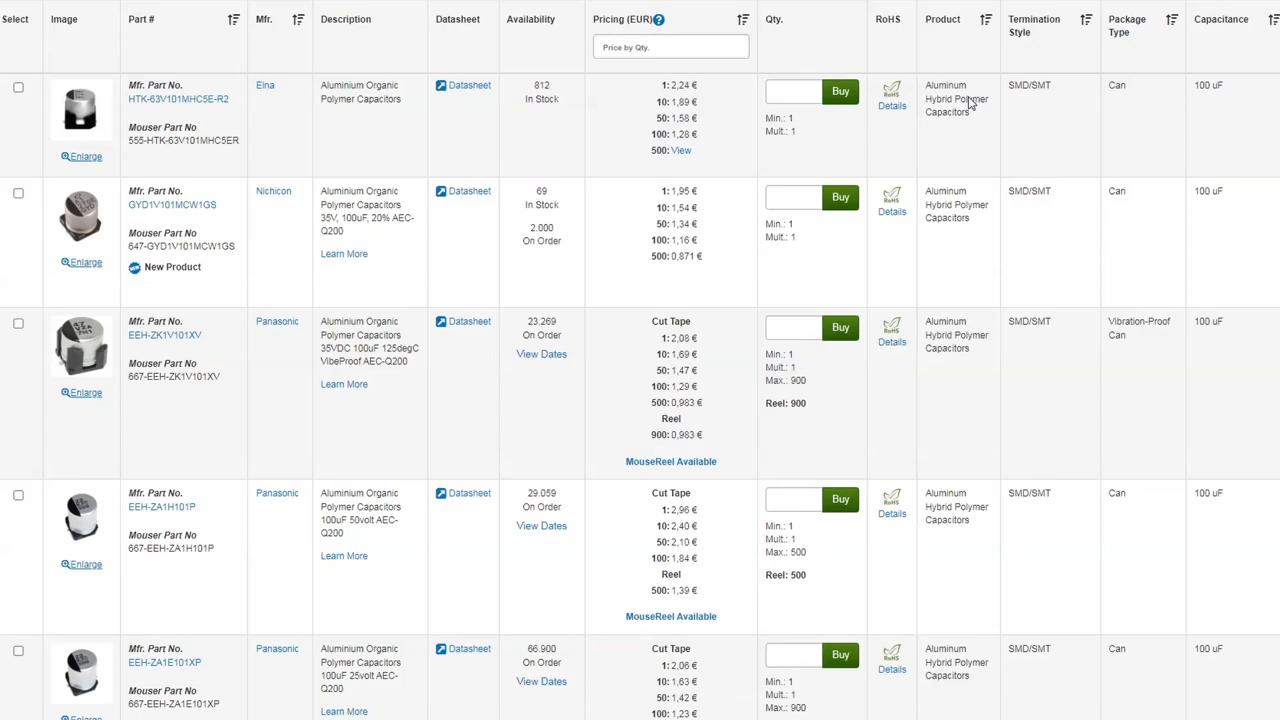 Select
Image
Part #
Mfr.
Description
Datasheet
Availability
Pricing (EUR)
Price by Qty.
Qty.
RoHS
Product
Termination
Style
Package
Type
Capacitance
Enlarge
Mfr. Part No.
HTK-63V101MHC5E-R2
Mouser Part No
555-HTK-63V101MHC5ER
Elna
Aluminium Organic
Polymer Capacitors
Datasheet
812
In Stock
1: 2,24 €
10: 1,89 €
50: 1,58 €
100: 1,28 €
500: View
Buy
Min.: 1
Mult.: 1
RoHS
Details
Aluminum
Hybrid Polymer
Capacitors
SMD/SMT
Can
100 uF
Enlarge
Mfr. Part No.
GYD1V101MCW1GS
Mouser Part No
647-GYD1V101MCW1GS
New Product
Nichicon
Aluminium Organic
Polymer Capacitors
35V, 100uF, 20% AEC-
Q200
Learn More
Datasheet
69
In Stock
2.000
On Order
1: 1,95 €
10: 1,54 €
50: 1,34 €
100: 1,16 €
500: 0,871 €
Buy
Min.: 1
Mult.: 1
RoHS
Details
Aluminum
Hybrid Polymer
Capacitors
SMD/SMT
Can
100 uF
Enlarge
Mfr. Part No.
EEH-ZK1V101XV
Mouser Part No
667-EEH-ZK1V101XV
Panasonic
Aluminium Organic
Polymer Capacitors
35VDC 100uF 125degC
VibeProof AEC-Q200
Learn More
Datasheet
23.269
On Order
View Dates
Cut Tape
1: 2,08 €
10: 1,69 €
50: 1,47 €
100: 1,29 €
500: 0,983 €
Reel
900: 0,983 €
MouseReel Available
Buy
Min.: 1
Mult.: 1
Max.: 900
Reel: 900
RoHS
Details
Aluminum
Hybrid Polymer
Capacitors
SMD/SMT
Vibration-Proof
Can
100 uF
Enlarge
Mfr. Part No.
EEH-ZA1H101P
Mouser Part No
667-EEH-ZA1H101P
Panasonic
Aluminium Organic
Polymer Capacitors
100uF 50volt AEC-
Q200
Learn More
Datasheet
29.059
On Order
View Dates
Cut Tape
1: 2,96 €
10: 2,40 €
50: 2,10 €
100: 1,84 €
Reel
500: 1,39 €
MouseReel Available
Buy
Min.: 1
Mult.: 1
Max.: 500
Reel: 500
RoHS
Details
Aluminum
Hybrid Polymer
Capacitors
SMD/SMT
Can
100 uF
Enlarge
Mfr. Part No.
EEH-ZA1E101XP
Mouser Part No
667-EEH-ZA1E101XP
Panasonic
Aluminium Organic
Polymer Capacitors
100uF 25volt AEC-
Q200
Learn More
Datasheet
66.900
On Order
View Dates
Cut Tape
1: 2,06 €
10: 1,63 €
50: 1,42 €
100: 1,23 €
Buy
Min.: 1
Mult.: 1
Max.: 900
RoHS
Details
Aluminum
Hybrid Polymer
Capacitors
SMD/SMT
Can
100 uF